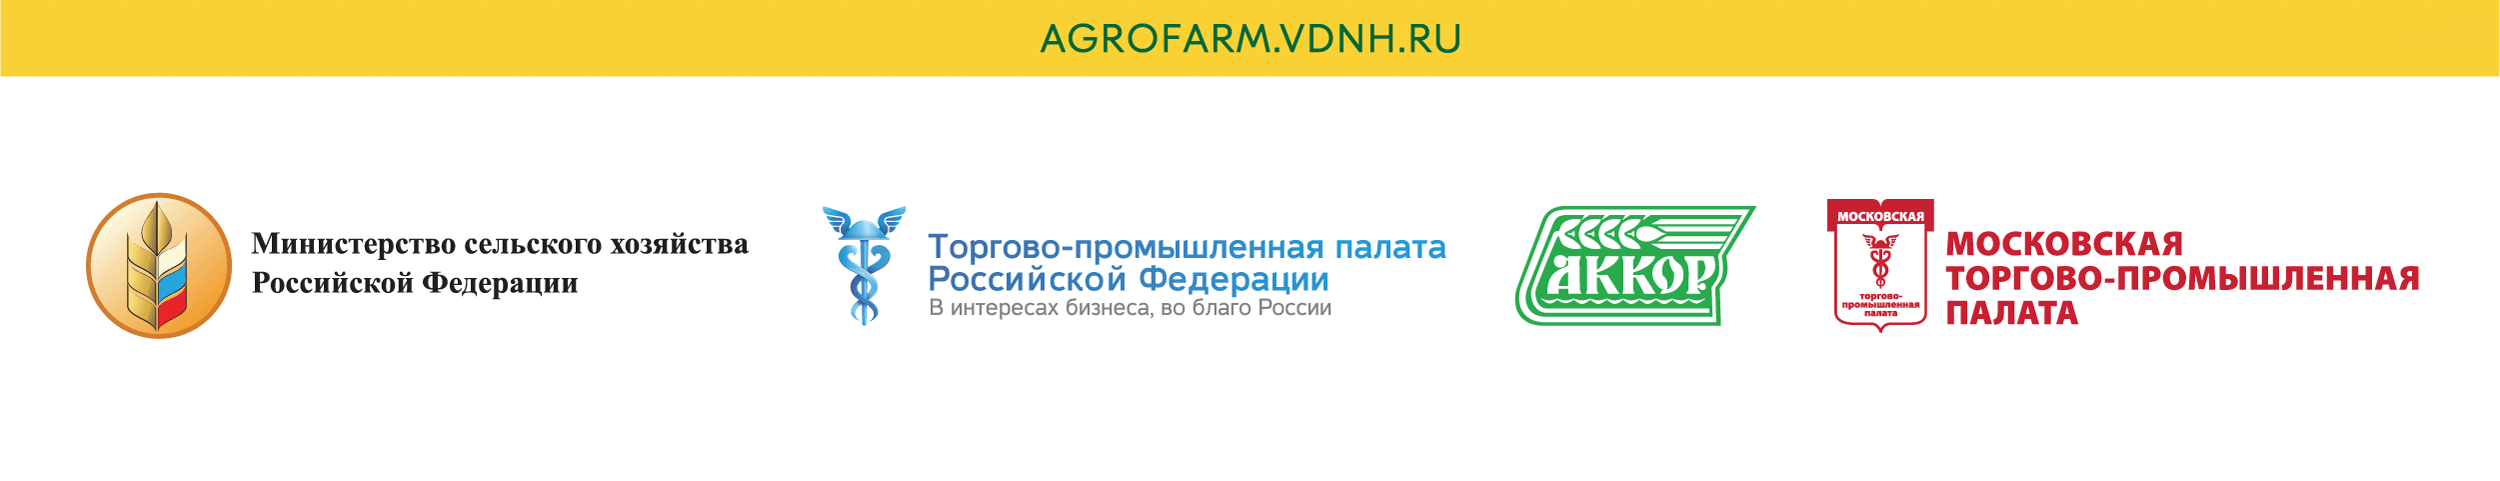 AGROFARM.VDNH.RU
Министерство сельского хозяйства
Российской Федерации
Торгово-промышленная палата
Российской Федерации
В интересах бизнеса, во благо России
АККОР
МОСКОВСКАЯ
торгово-
промышленная
палата
МОСКОВСКАЯ
ТОРГОВО-ПРОМЫШЛЕННАЯ
ПАЛАТА